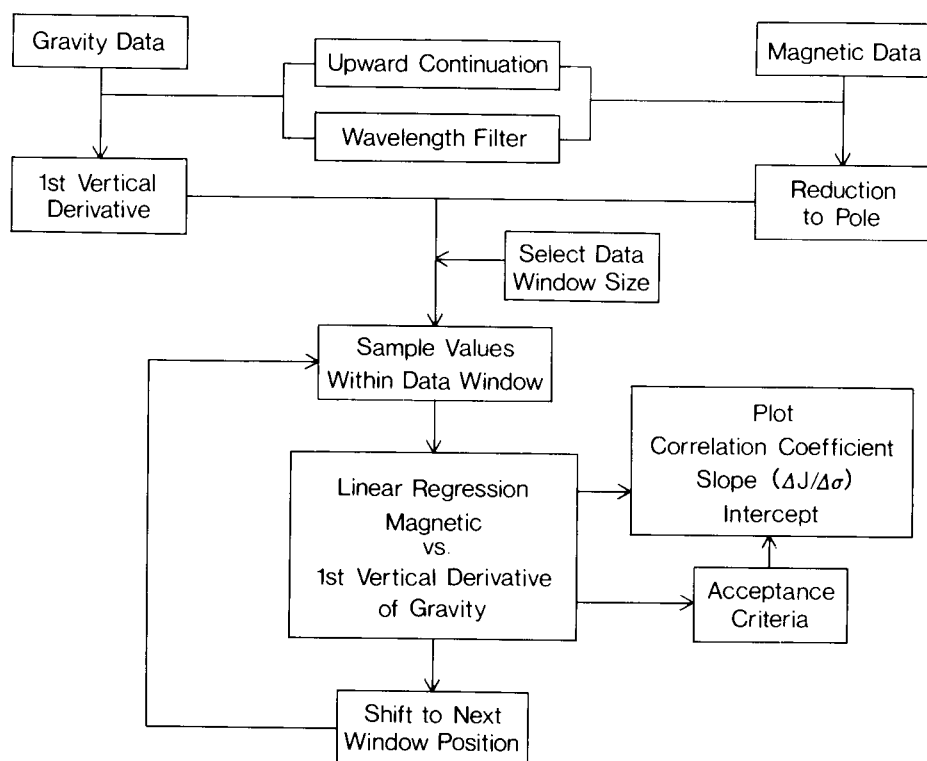 Gravity Data
Upward Continuation
Magnetic Data
Wavelength Filter
1st Vertical
Derivative
Reduction
to Pole
Select Data
Window Size
Sample Values
Within Data Window
Plot
Correlation Coefficient
Slope (ΔJ/Δσ)
Intercept
Linear Regression
Magnetic
vs.
1st Vertical Derivative
of Gravity
Acceptance
Criteria
Shift to Next
Window Position